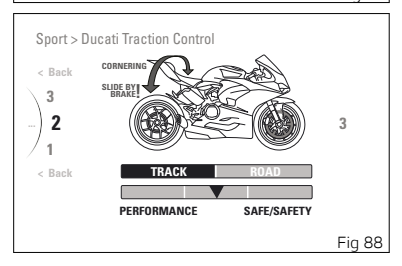 Sport > Ducati Traction Control
< Back
CORNERING
SLIDE BY
BRAKE!
3
2
3
1
< Back
TRACK ROAD
PERFORMANCE SAFE/SAFETY
Fig 88